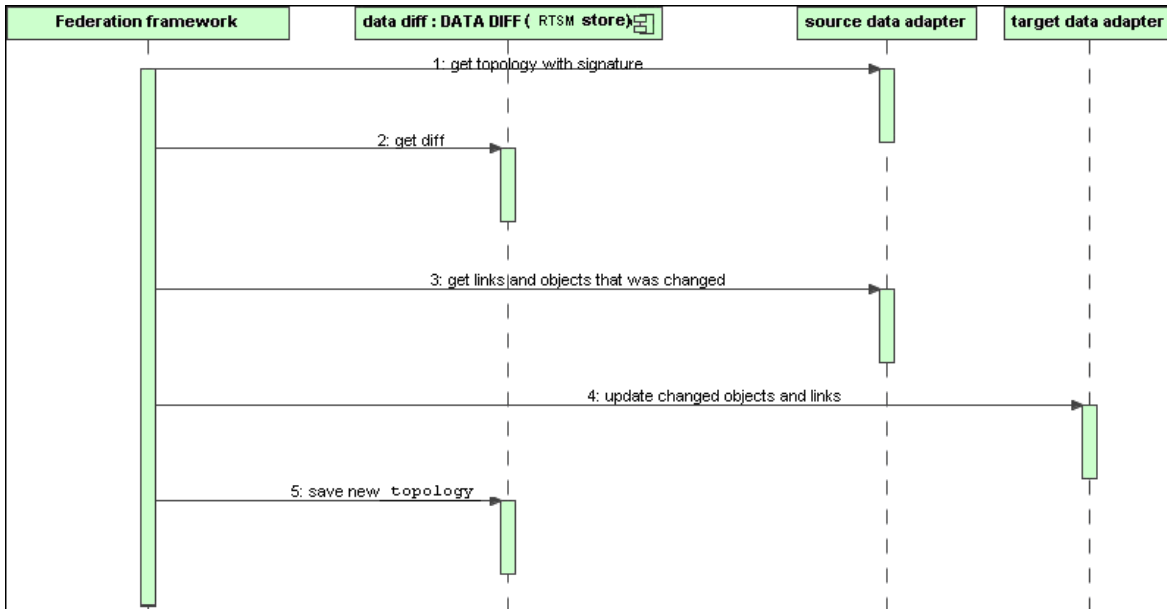 Federation framework
data diff : DATA DIFF ( RTSM store)
source data adapter
target data adapter
1: get topology with signature
2: get diff
3: get links and objects that was changed
4: update changed objects and links
5: save new topology